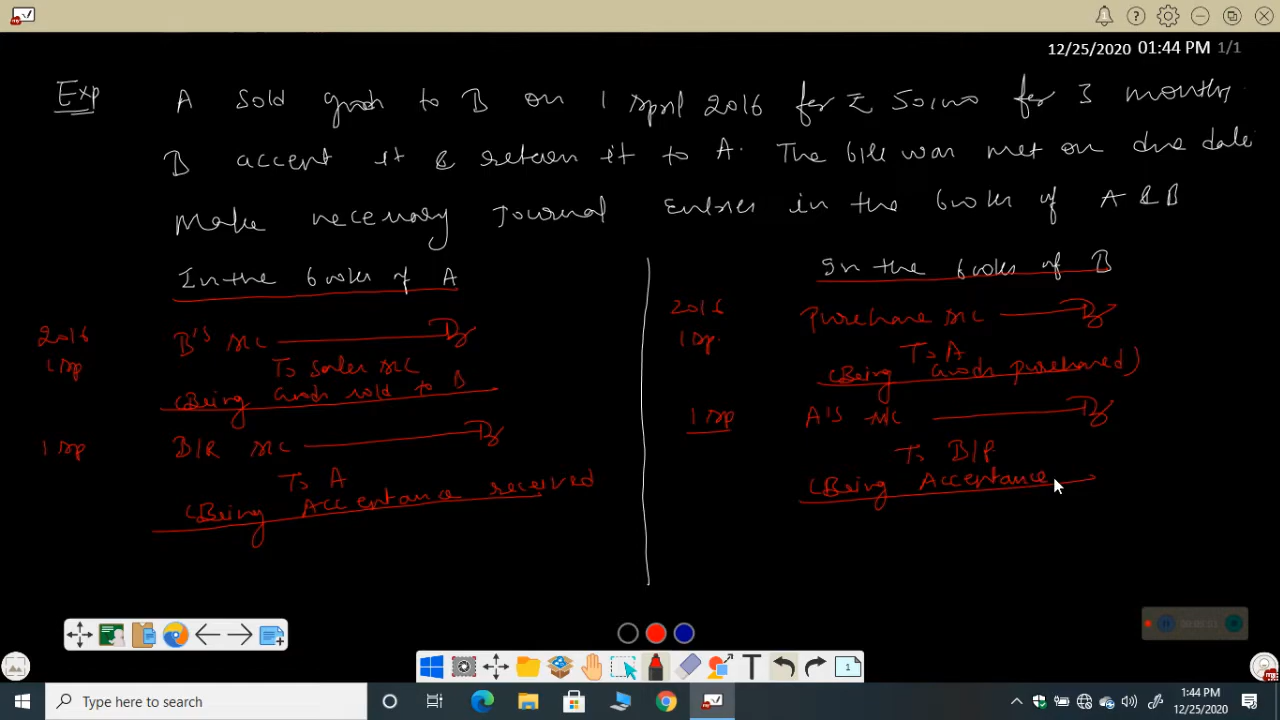 12/25/2020 01:44 PM 1/1
Exp A sold goods to B on 1 April 2016 for ₹ 50,000 for 3 months
B accept it & return it to A. The bill was met on due date
Make necessary Journal Entries in the books of A & B
In the books of A
2016 B's A/c Dr
1 Ap To Sales A/c
(Being Goods sold to B
1 Ap B/R A/c Dr
To A
(Being Acceptance received
In the books of B
2016 Purchase A/c Dr
1 Ap. To A
(Being Goods purchased)
1 Ap A's A/c Dr
To B/P
(Being Acceptance
T
1
Type here to search
1:44 PM
12/25/2020